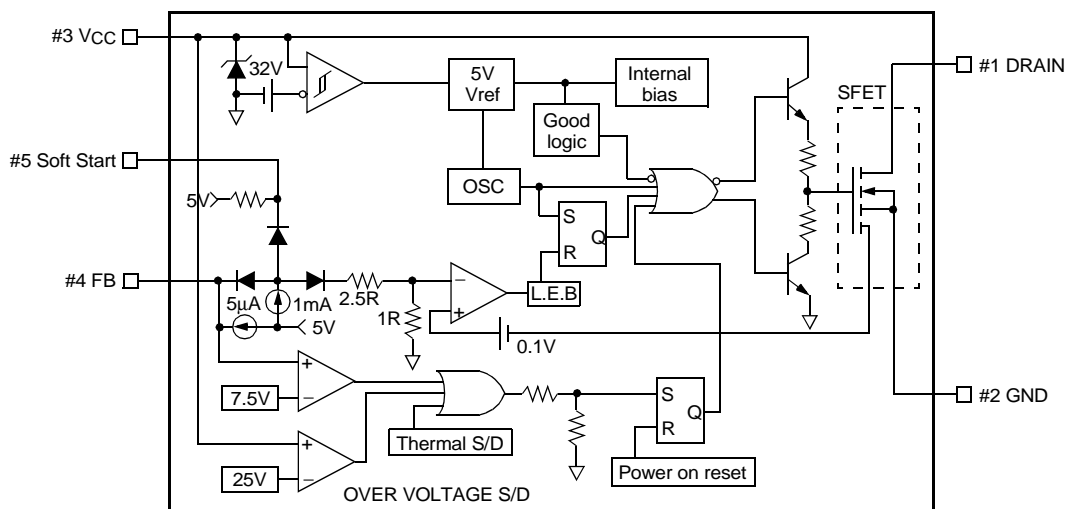 #3 VCC
#1 DRAIN
32V
5V
Vref
Internal
bias
SFET
Good
logic
#5 Soft Start
OSC
5V
S
R
Q
#4 FB
2.5R
−
+
L.E.B
5μA
1mA
5V
1R
0.1V
+
−
7.5V
S
R
Q
#2 GND
Thermal S/D
+
−
25V
Power on reset
OVER VOLTAGE S/D